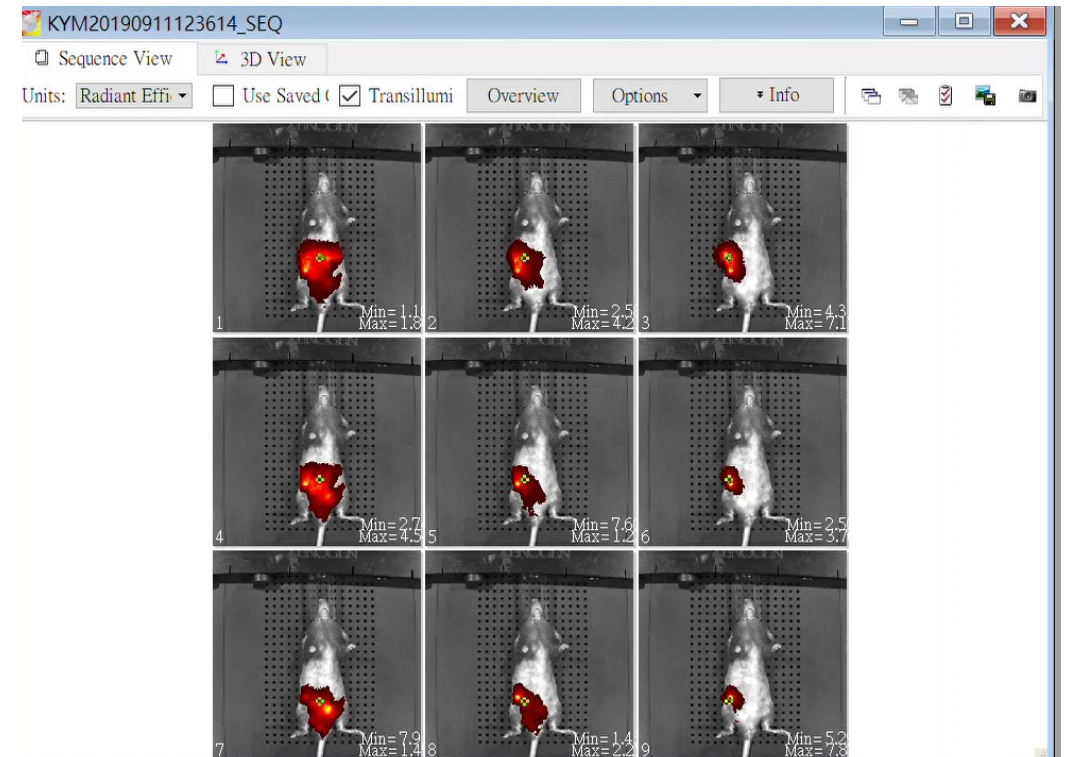 KYM20190911123614_SEQ
Sequence View 3D View
Units: Radiant Effi Use Saved ( Transillumi Overview Options Info
1 Min= 1.1 Max= 1.8
2 Min= 2.5 Max= 4.2
3 Min= 4.3 Max= 7.1
4 Min= 2.7 Max= 4.5
5 Min= 7.6 Max= 1.2
6 Min= 2.5 Max= 3.7
7 Min= 7.9 Max= 1.4
8 Min= 1.4 Max= 2.2
9 Min= 5.2 Max= 7.8